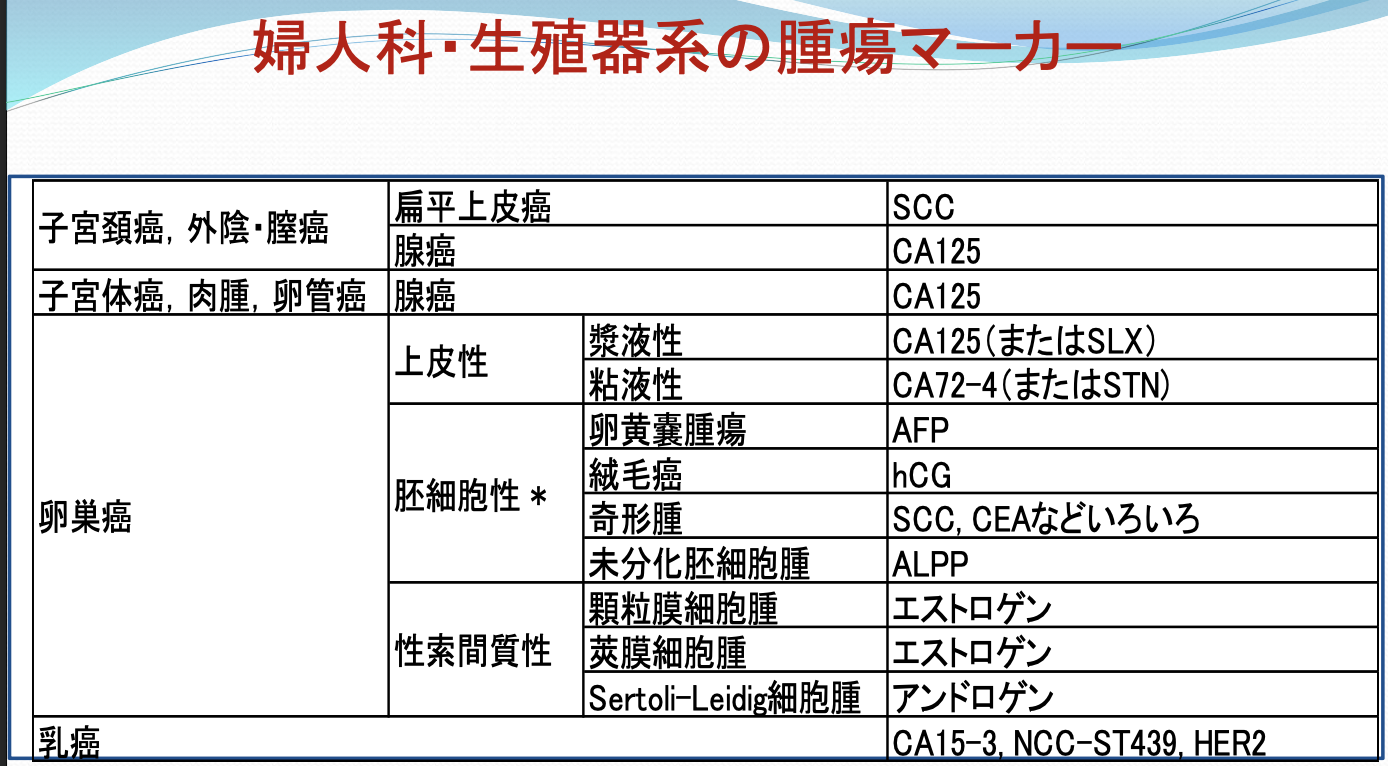 婦人科・生殖器系の腫瘍マーカー
子宮頚癌, 外陰・膣癌 扁平上皮癌 SCC
腺癌 CA125
子宮体癌, 肉腫, 卵管癌 腺癌 CA125
卵巣癌 上皮性 漿液性 CA125(またはSLX)
粘液性 CA72-4(またはSTN)
胚細胞性* 卵黄嚢腫瘍 AFP
絨毛癌 hCG
奇形腫 SCC, CEAなどいろいろ
未分化胚細胞腫 ALPP
性索間質性 顆粒膜細胞腫 エストロゲン
莢膜細胞腫 エストロゲン
Sertoli-Leidig細胞腫 アンドロゲン
乳癌 CA15-3, NCC-ST439, HER2